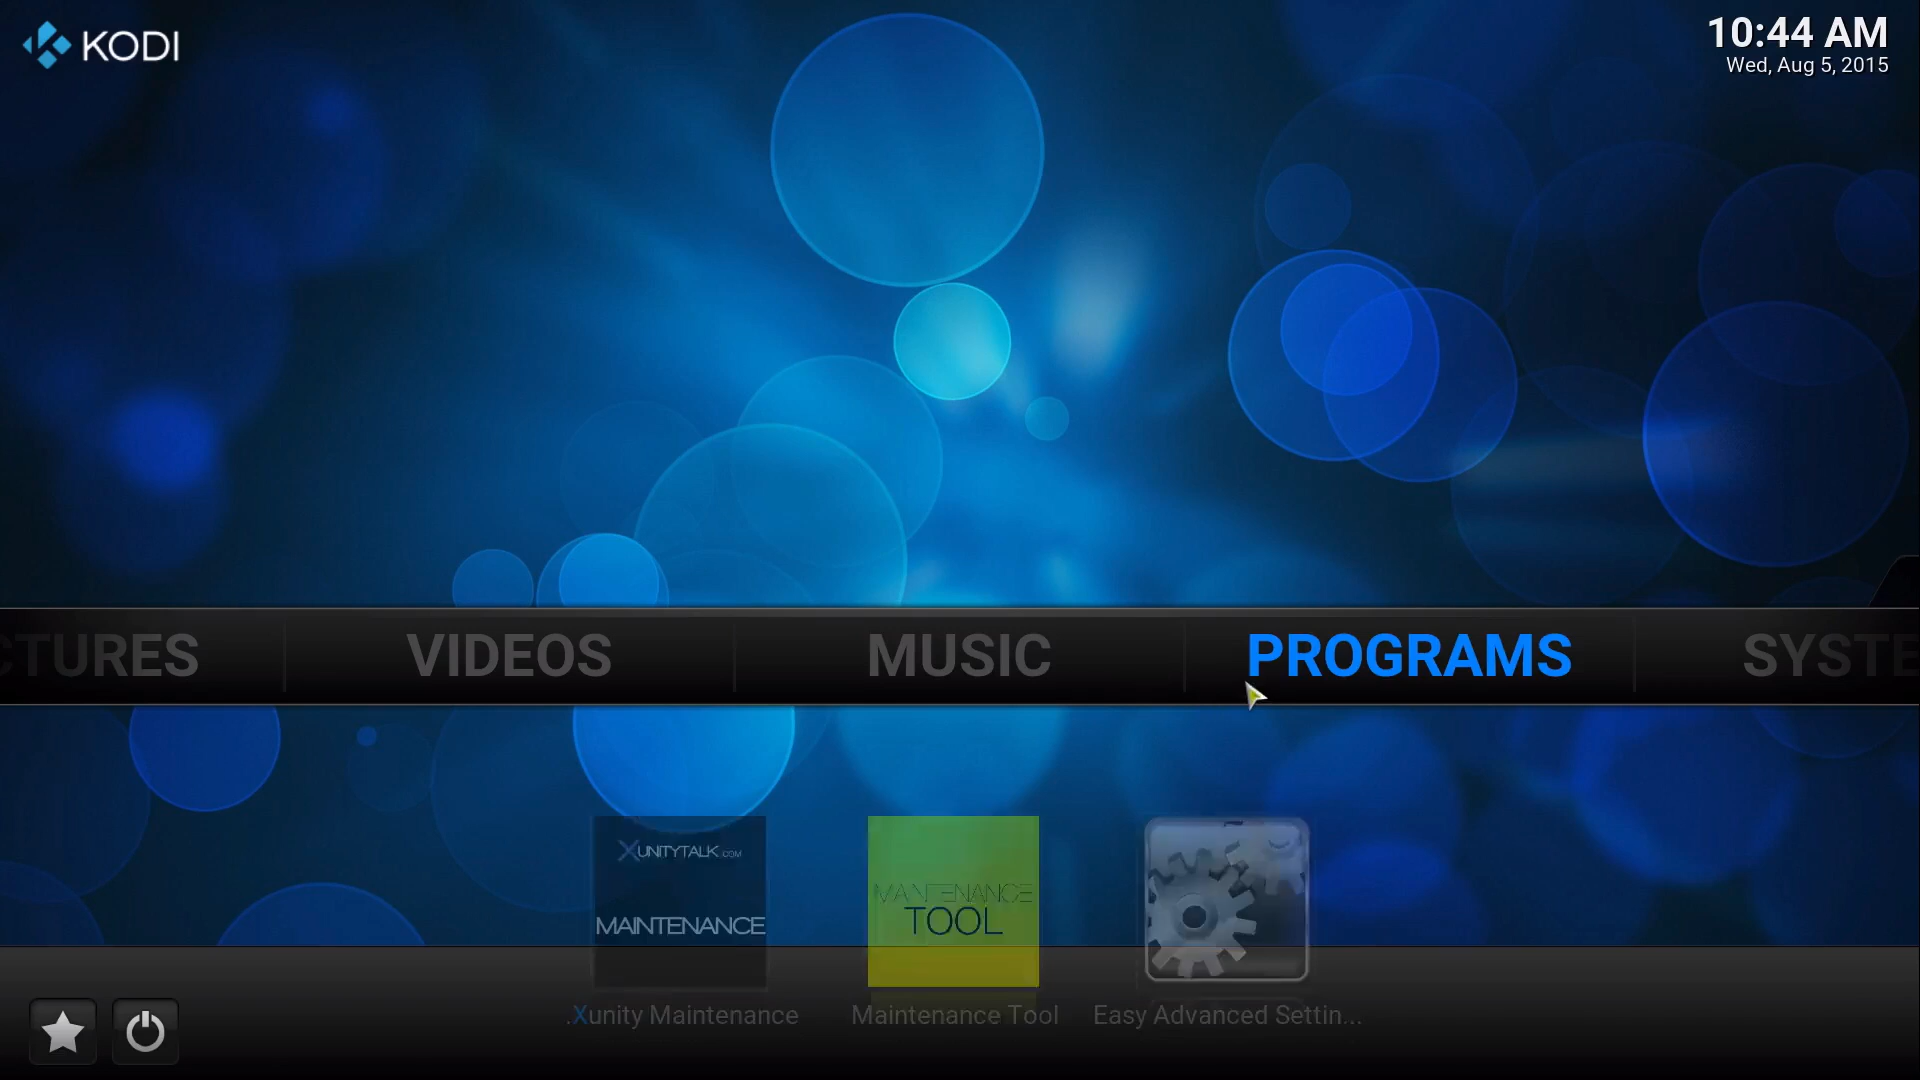 KODI
10:44 AM
Wed, Aug 5, 2015
CTURES
VIDEOS
MUSIC
PROGRAMS
SYSTE
XUNITYTALK.COM
MAINTENANCE
MAINTENANCE
TOOL
.Xunity Maintenance
Maintenance Tool
Easy Advanced Settin...